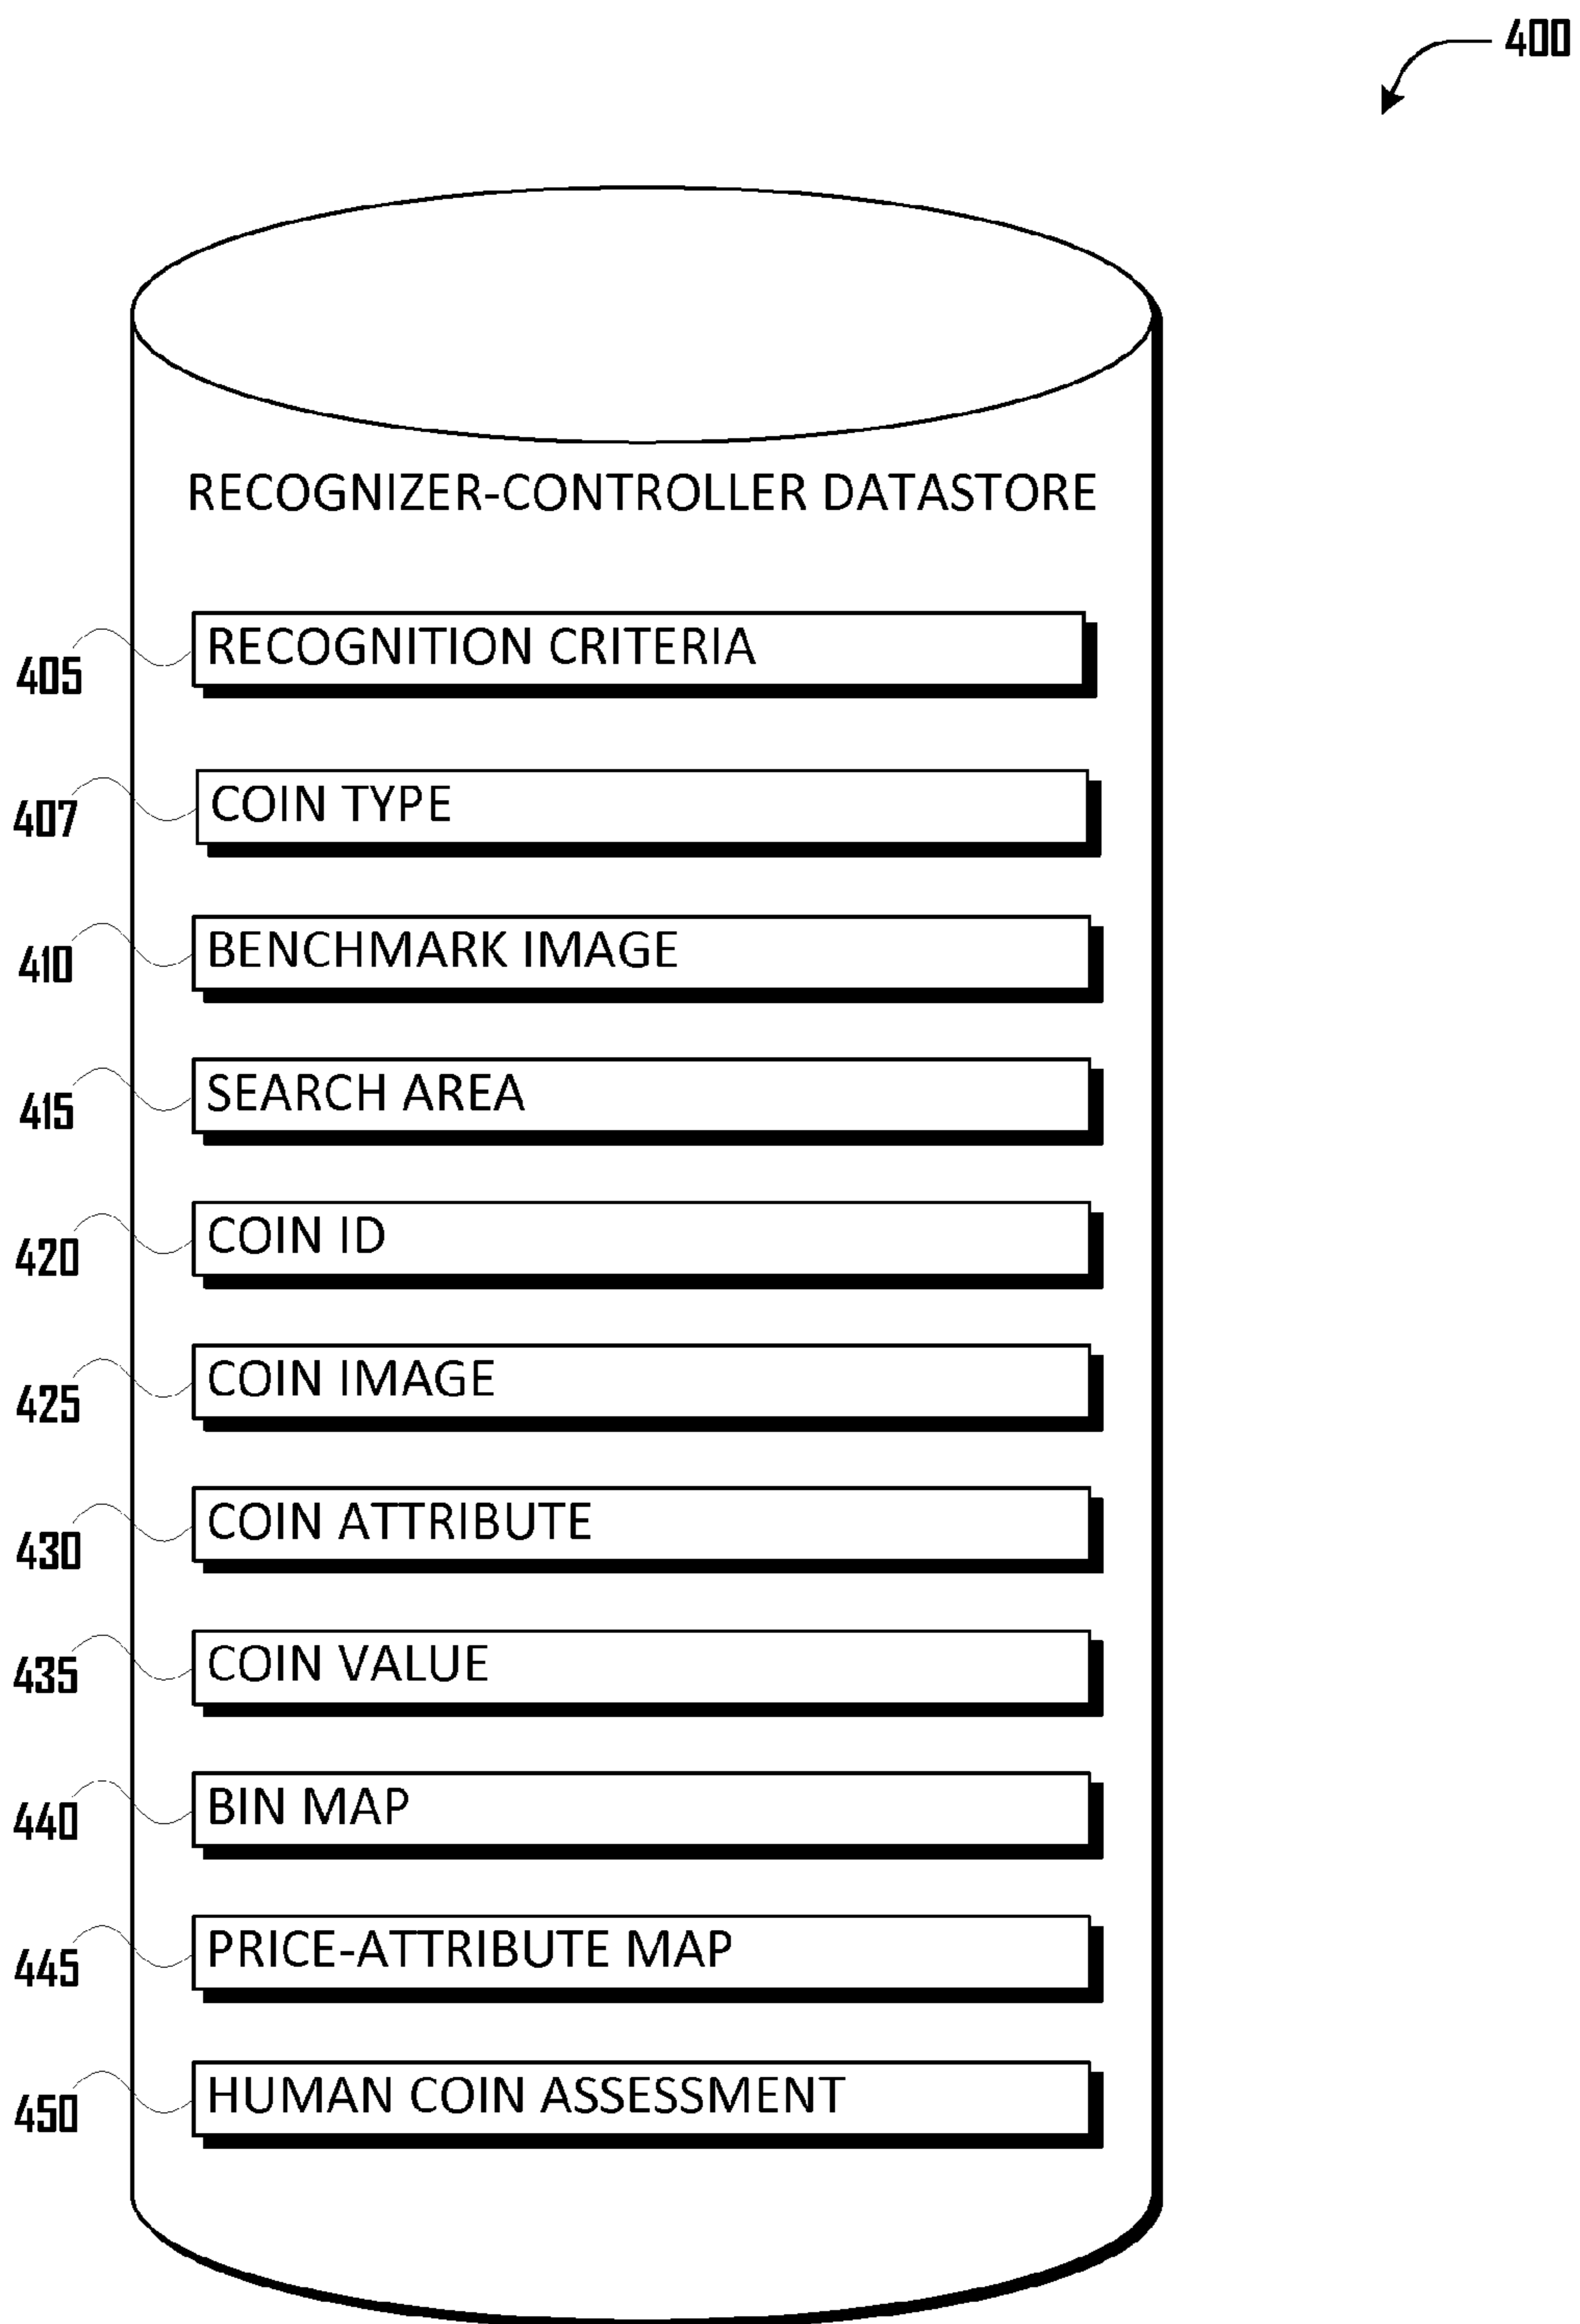 400
RECOGNIZER-CONTROLLER DATASTORE
405 RECOGNITION CRITERIA
407 COIN TYPE
410 BENCHMARK IMAGE
415 SEARCH AREA
420 COIN ID
425 COIN IMAGE
430 COIN ATTRIBUTE
435 COIN VALUE
440 BIN MAP
445 PRICE-ATTRIBUTE MAP
450 HUMAN COIN ASSESSMENT